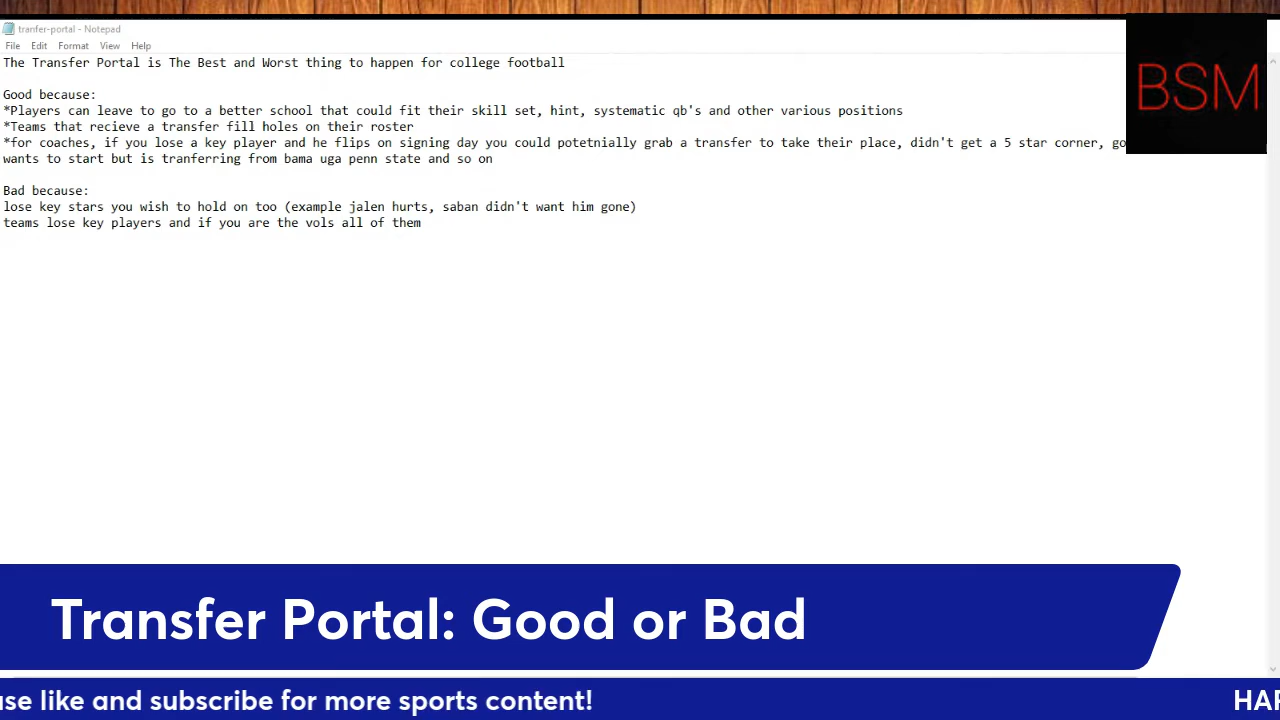 tranfer-portal - Notepad
File Edit Format View Help
BSM
The Transfer Portal is The Best and Worst thing to happen for college football
Good because:
*Players can leave to go to a better school that could fit their skill set, hint, systematic qb's and other various positions
*Teams that recieve a transfer fill holes on their roster
*for coaches, if you lose a key player and he flips on signing day you could potetnially grab a transfer to take their place, didn't get a 5 star corner, go
wants to start but is tranferring from bama uga penn state and so on
Bad because:
lose key stars you wish to hold on too (example jalen hurts, saban didn't want him gone)
teams lose key players and if you are the vols all of them
Transfer Portal: Good or Bad
use like and subscribe for more sports content! HAP